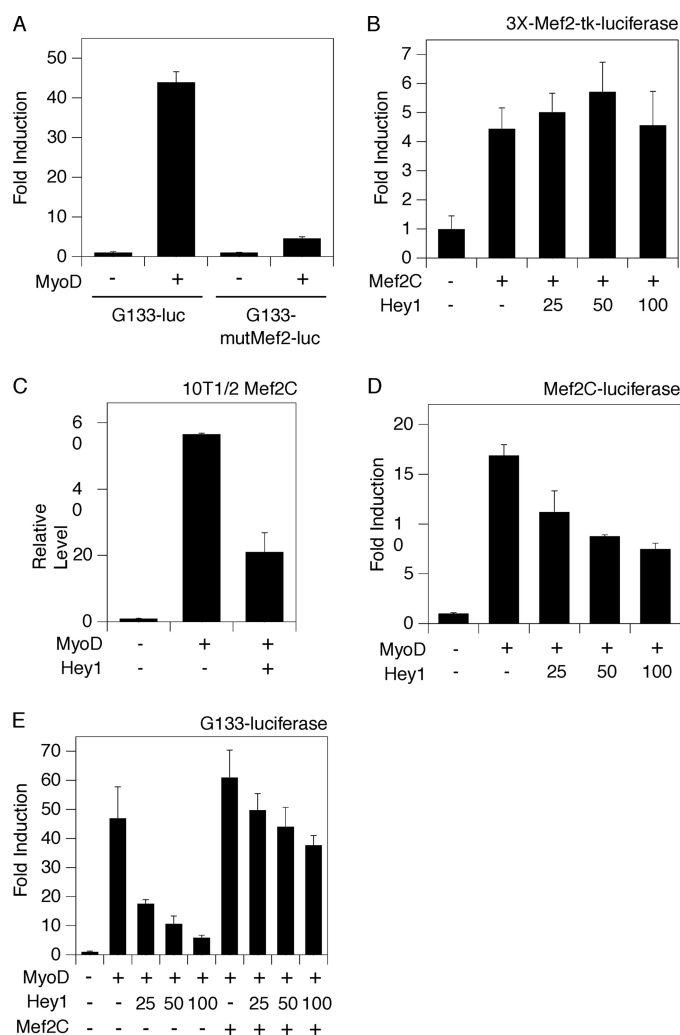 A
50
40
30
20
10
0
Fold Induction
MyoD - + - +
G133-luc G133-
mutMef2-luc
B 3X-Mef2-tk-luciferase
7
6
5
4
3
2
1
0
Fold Induction
Mef2C - + + + +
Hey1 - - 25 50 100
C 10T1/2 Mef2C
6
0
4
0
20
0
Relative
Level
MyoD - + +
Hey1 - - +
D Mef2C-luciferase
20
15
1
0
5
0
Fold Induction
MyoD - + + + +
Hey1 - - 25 50 100
E G133-luciferase
70
60
50
40
30
20
10
0
Fold Induction
MyoD - + + + + + + + +
Hey1 - - 25 50 100 - 25 50 100
Mef2C - - - - - + + + +